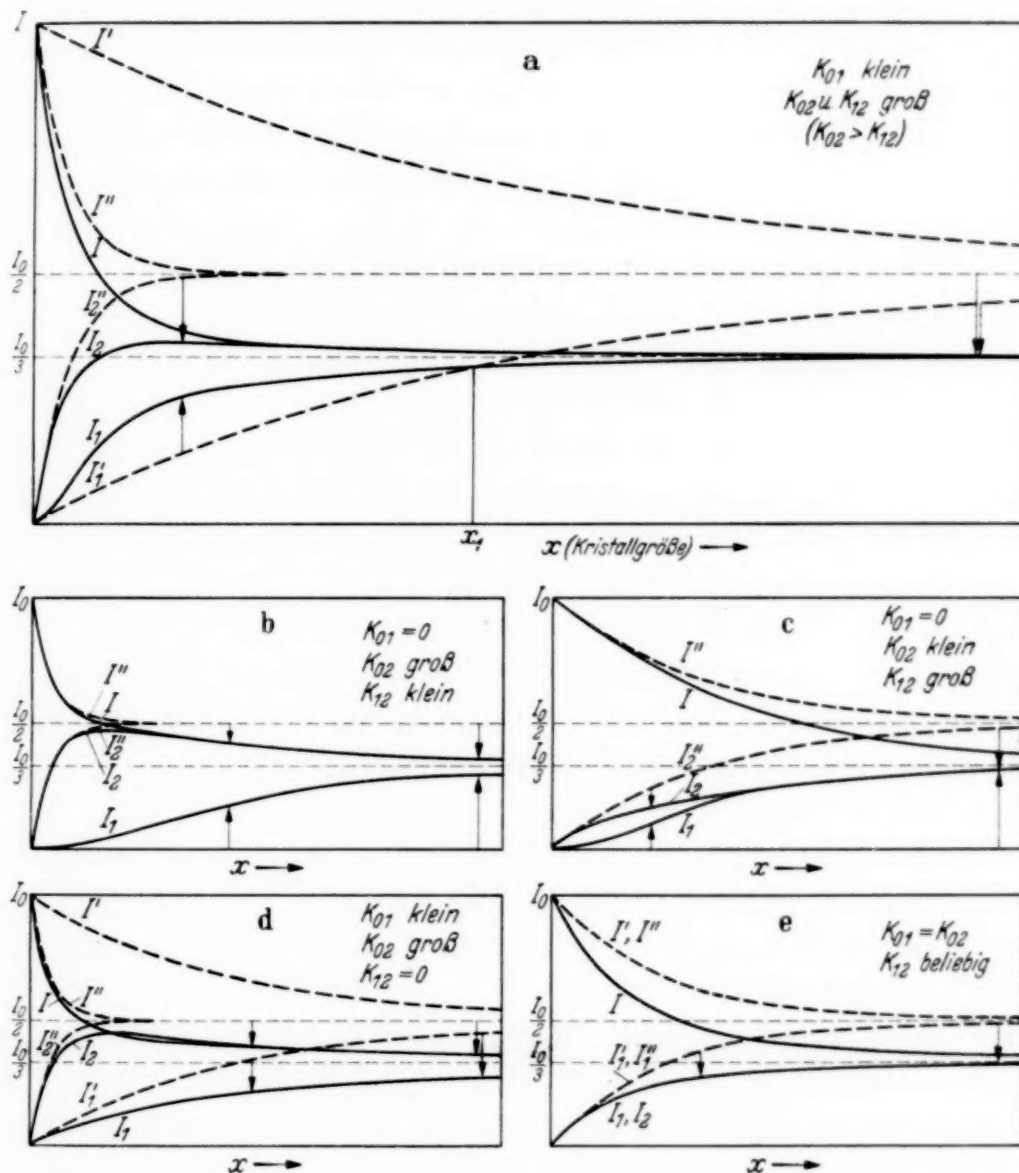 I
I'
a
K₀₁ klein
K₀₂ u K₁₂ groß
(K₀₂ > K₁₂)
I''
I
I₀/2
I₂''
I₂
I₀/3
I₁
I₁'
x₁
x (Kristallgröße) →
I₀
b
K₀₁ = 0
K₀₂ groß
K₁₂ klein
I''
I
I₀/2
I₂''
I₂
I₀/3
I₁
x →
I₀
c
K₀₁ = 0
K₀₂ klein
K₁₂ groß
I''
I
I₀/2
I₂''
I₀/3
I₂
I₁
x →
I₀
I'
d
K₀₁ klein
K₀₂ groß
K₁₂ = 0
I
I''
I₀/2
I₂''
I₂
I₀/3
I₁'
I₁
x →
I₀
e
K₀₁ = K₀₂
K₁₂ beliebig
I', I''
I
I₀/2
I₀/3
I₁', I₁''
I₁, I₂
x →